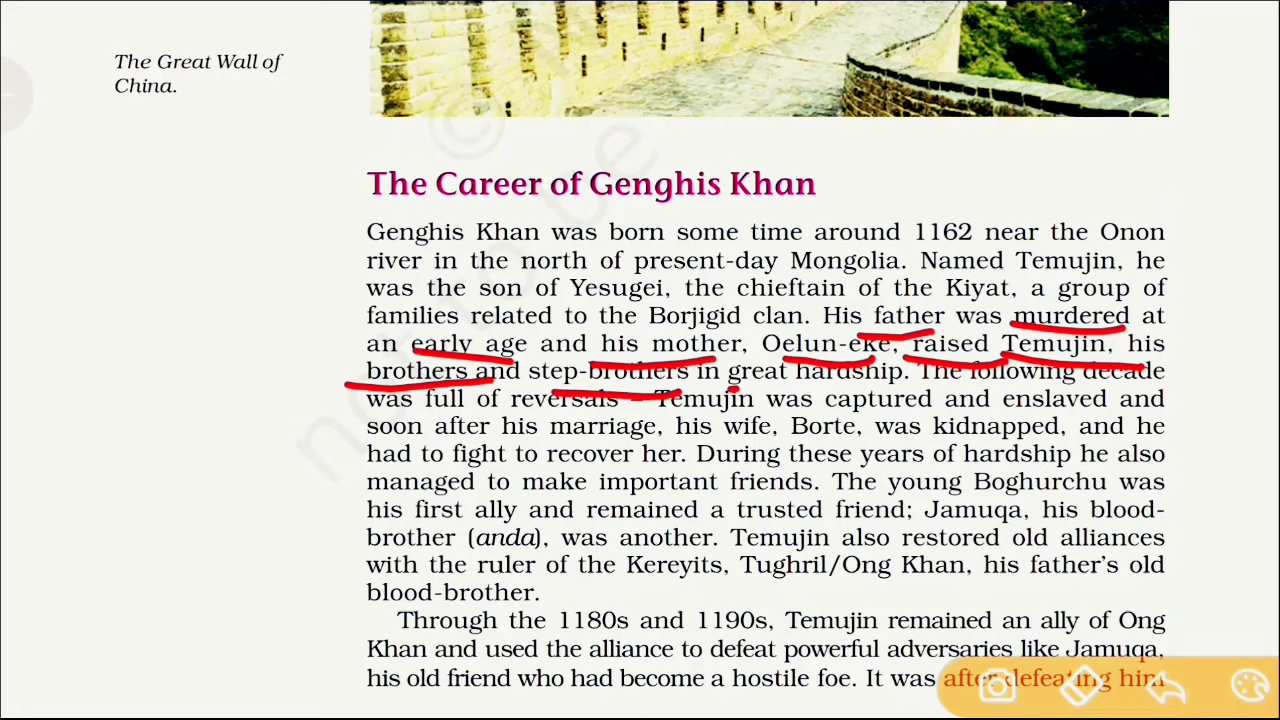 The Great Wall of
China.
The Career of Genghis Khan
Genghis Khan was born some time around 1162 near the Onon
river in the north of present-day Mongolia. Named Temujin, he
was the son of Yesugei, the chieftain of the Kiyat, a group of
families related to the Borjigid clan. His father was murdered at
an early age and his mother, Oelun-eke, raised Temujin, his
brothers and step-brothers in great hardship. The following decade
was full of reversals – Temujin was captured and enslaved and
soon after his marriage, his wife, Borte, was kidnapped, and he
had to fight to recover her. During these years of hardship he also
managed to make important friends. The young Boghurchu was
his first ally and remained a trusted friend; Jamuqa, his blood-
brother (anda), was another. Temujin also restored old alliances
with the ruler of the Kereyits, Tughril/Ong Khan, his father's old
blood-brother.
Through the 1180s and 1190s, Temujin remained an ally of Ong
Khan and used the alliance to defeat powerful adversaries like Jamuqa,
his old friend who had become a hostile foe. It was after defeating him
© not to be